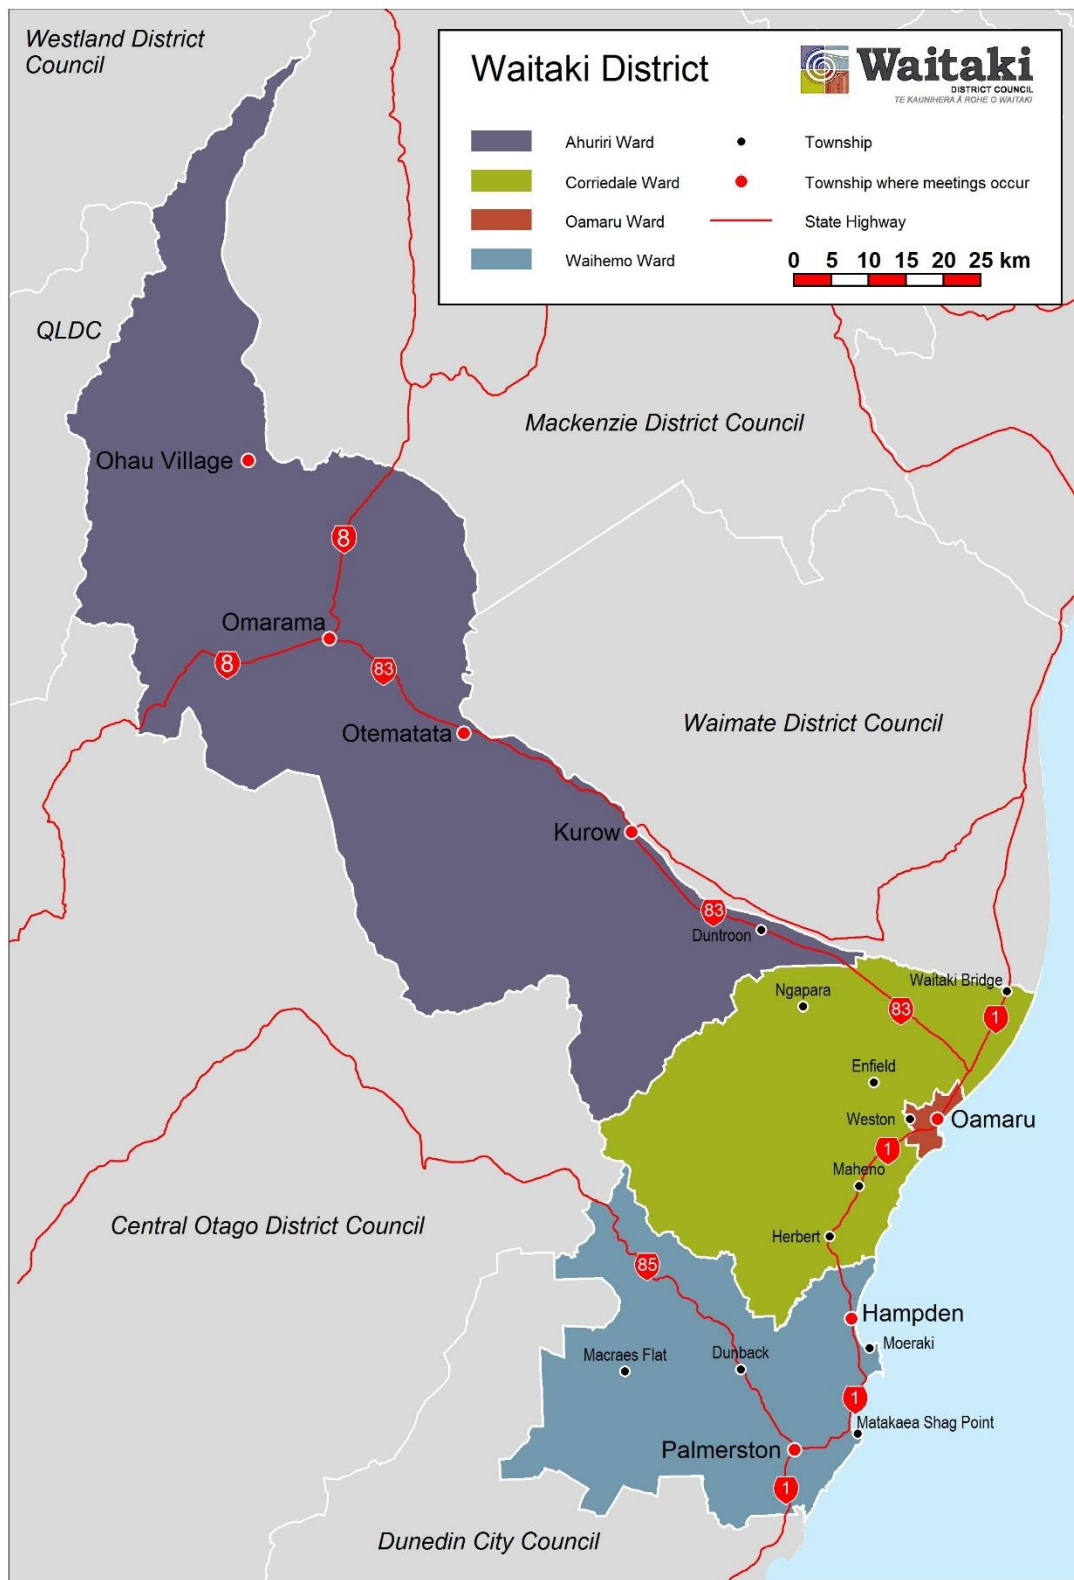 Westland District
Council
Waitaki District
Waitaki
DISTRICT COUNCIL
TE KAUNIHERA Ā ROHE O WAITAKI
Ahuriri Ward
Township
Corriedale Ward
Township where meetings occur
Oamaru Ward
State Highway
Waihemo Ward
0 5 10 15 20 25 km
QLDC
Mackenzie District Council
Ohau Village
8
Omarama
8
83
Otematata
Waimate District Council
Kurow
83
Duntroon
Waitaki Bridge
Ngapara
83
1
Enfield
Weston
Oamaru
1
Maheno
Central Otago District Council
Herbert
85
Hampden
Moeraki
Macraes Flat
Dunback
1
Matakaea Shag Point
Palmerston
1
Dunedin City Council